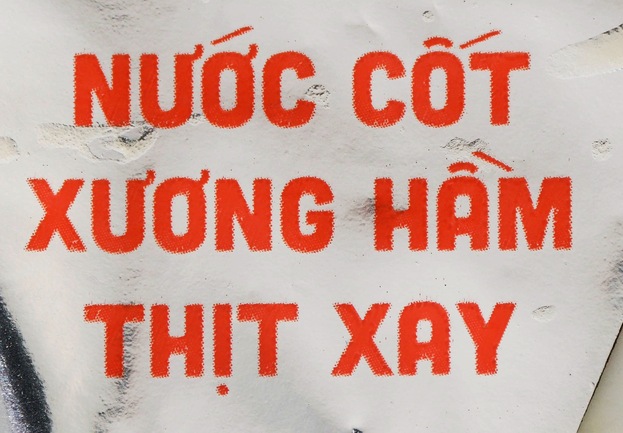 NƯỚC CỐT
XƯƠNG HẦM
THỊT XAY